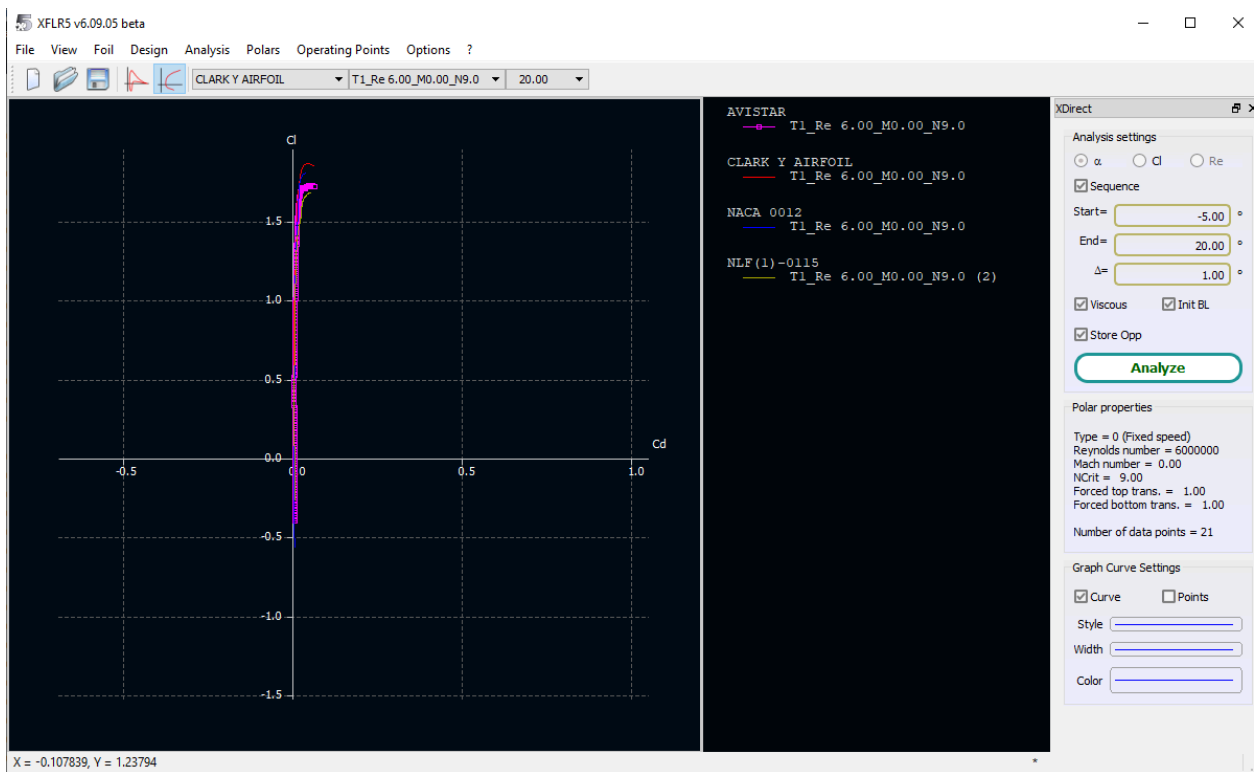 XFLR5 v6.09.05 beta
File View Foil Design Analysis Polars Operating Points Options ?
CLARK Y AIRFOIL T1_Re 6.00_M0.00_N9.0 20.00
Cl
1.5
1.0
0.5
0.0
-0.5
-1.0
-1.5
Cd
-0.5 0.0 0.5 1.0
AVISTAR
T1_Re 6.00_M0.00_N9.0
CLARK Y AIRFOIL
T1_Re 6.00_M0.00_N9.0
NACA 0012
T1_Re 6.00_M0.00_N9.0
NLF(1)-0115
T1_Re 6.00_M0.00_N9.0 (2)
XDirect
Analysis settings
α Cl Re
Sequence
Start= -5.00 °
End= 20.00 °
Δ= 1.00 °
Viscous Init BL
Store Opp
Analyze
Polar properties
Type = 0 (Fixed speed)
Reynolds number = 6000000
Mach number = 0.00
NCrit = 9.00
Forced top trans. = 1.00
Forced bottom trans. = 1.00
Number of data points = 21
Graph Curve Settings
Curve Points
Style
Width
Color
X = -0.107839, Y = 1.23794
*